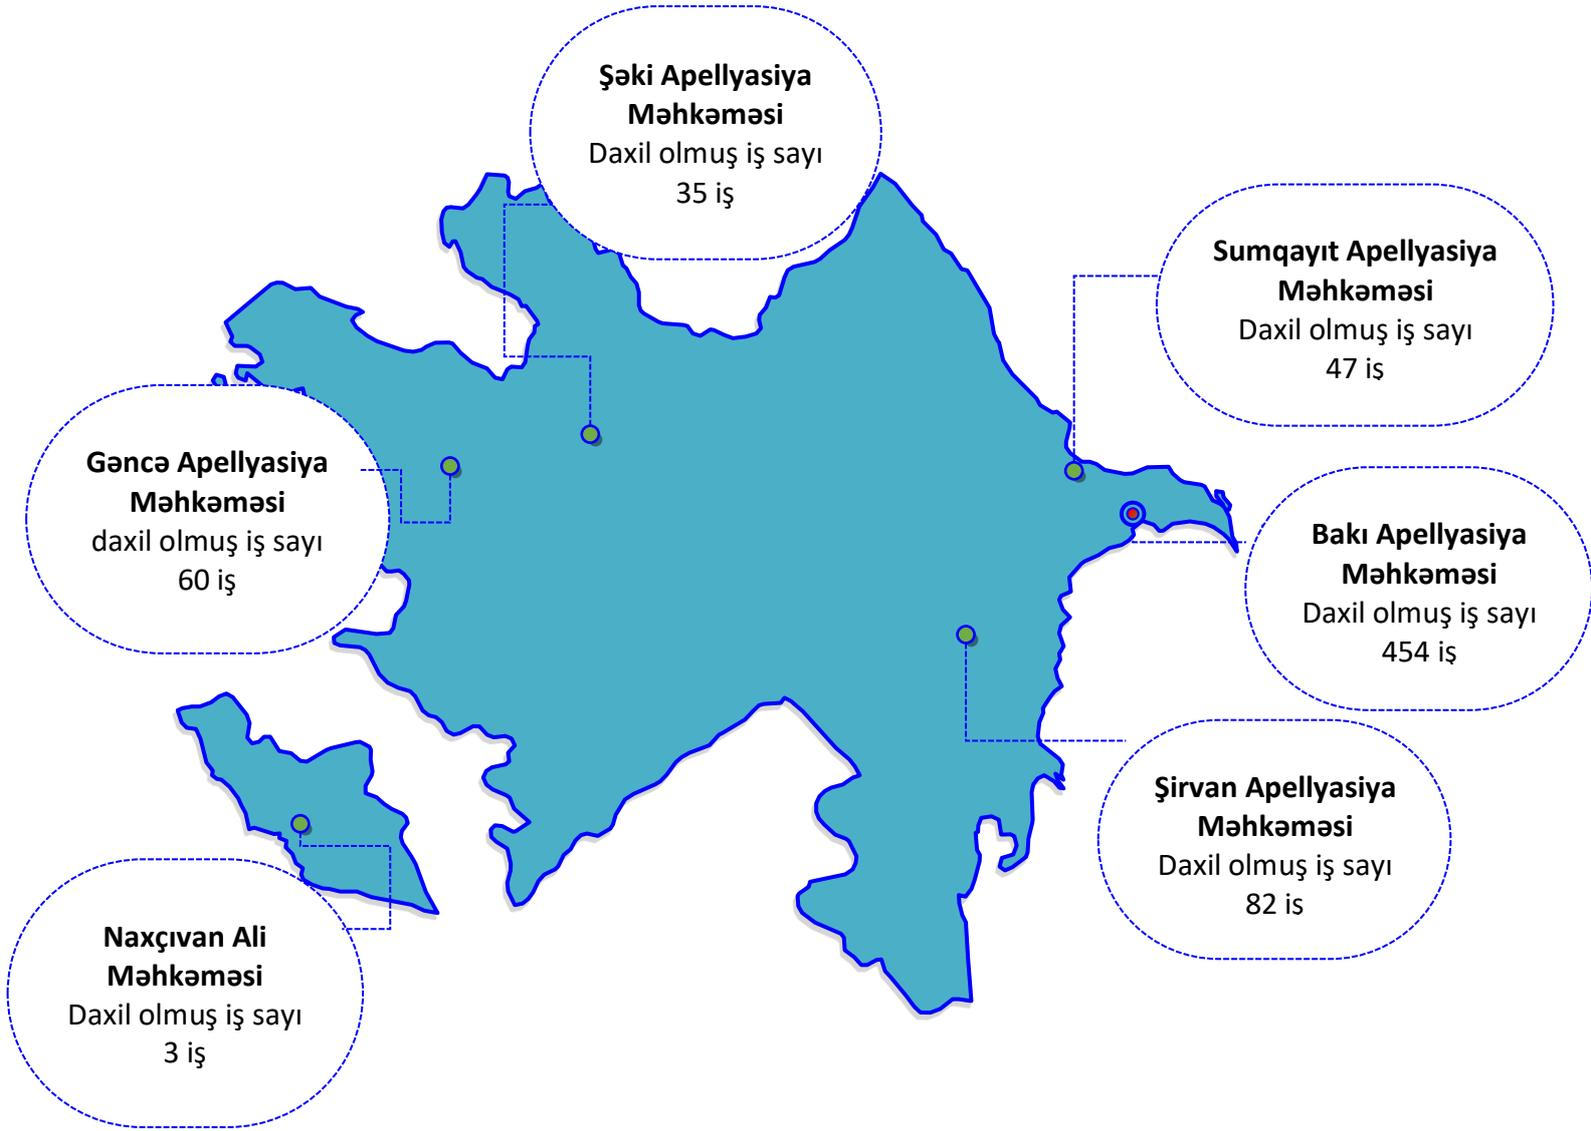 Şəki Apellyasiya
Məhkəməsi
Daxil olmuş iş sayı
35 iş
Sumqayıt Apellyasiya
Məhkəməsi
Daxil olmuş iş sayı
47 iş
Gəncə Apellyasiya
Məhkəməsi
daxil olmuş iş sayı
60 iş
Bakı Apellyasiya
Məhkəməsi
Daxil olmuş iş sayı
454 iş
Şirvan Apellyasiya
Məhkəməsi
Daxil olmuş iş sayı
82 is
Naxçıvan Ali
Məhkəməsi
Daxil olmuş iş sayı
3 iş